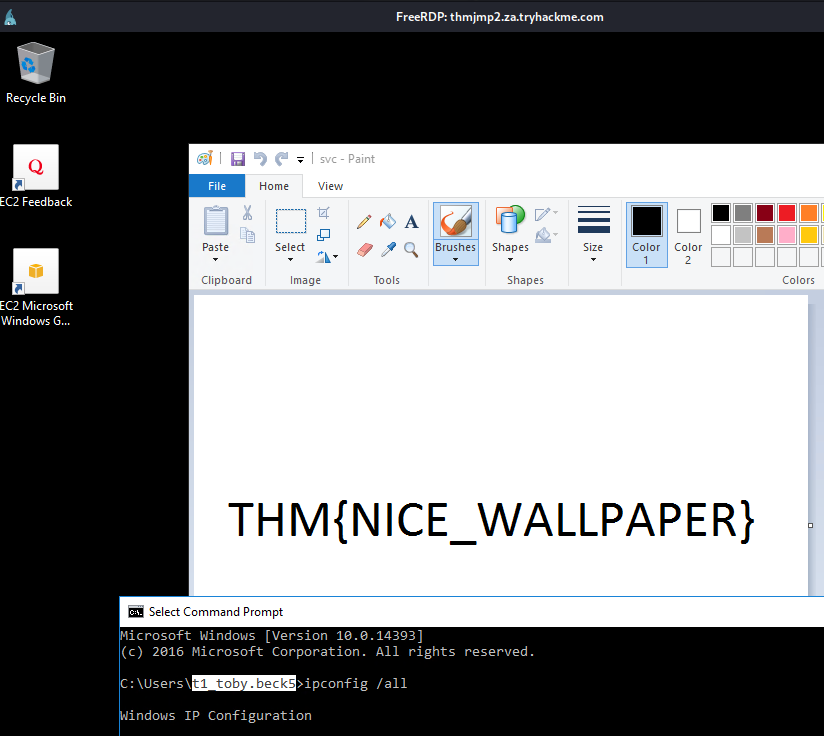 FreeRDP: thmjmp2.za.tryhackme.com
Recycle Bin
Q
EC2 Feedback
EC2 Microsoft
Windows G...
svc - Paint
File Home View
Paste Select Brushes Shapes Size Color 1 Color 2
A
Clipboard Image Tools Shapes Colors
THM{NICE_WALLPAPER}
C:\. Select Command Prompt
Microsoft Windows [Version 10.0.14393]
(c) 2016 Microsoft Corporation. All rights reserved.
C:\Users\t1_toby.beck5>ipconfig /all
Windows IP Configuration